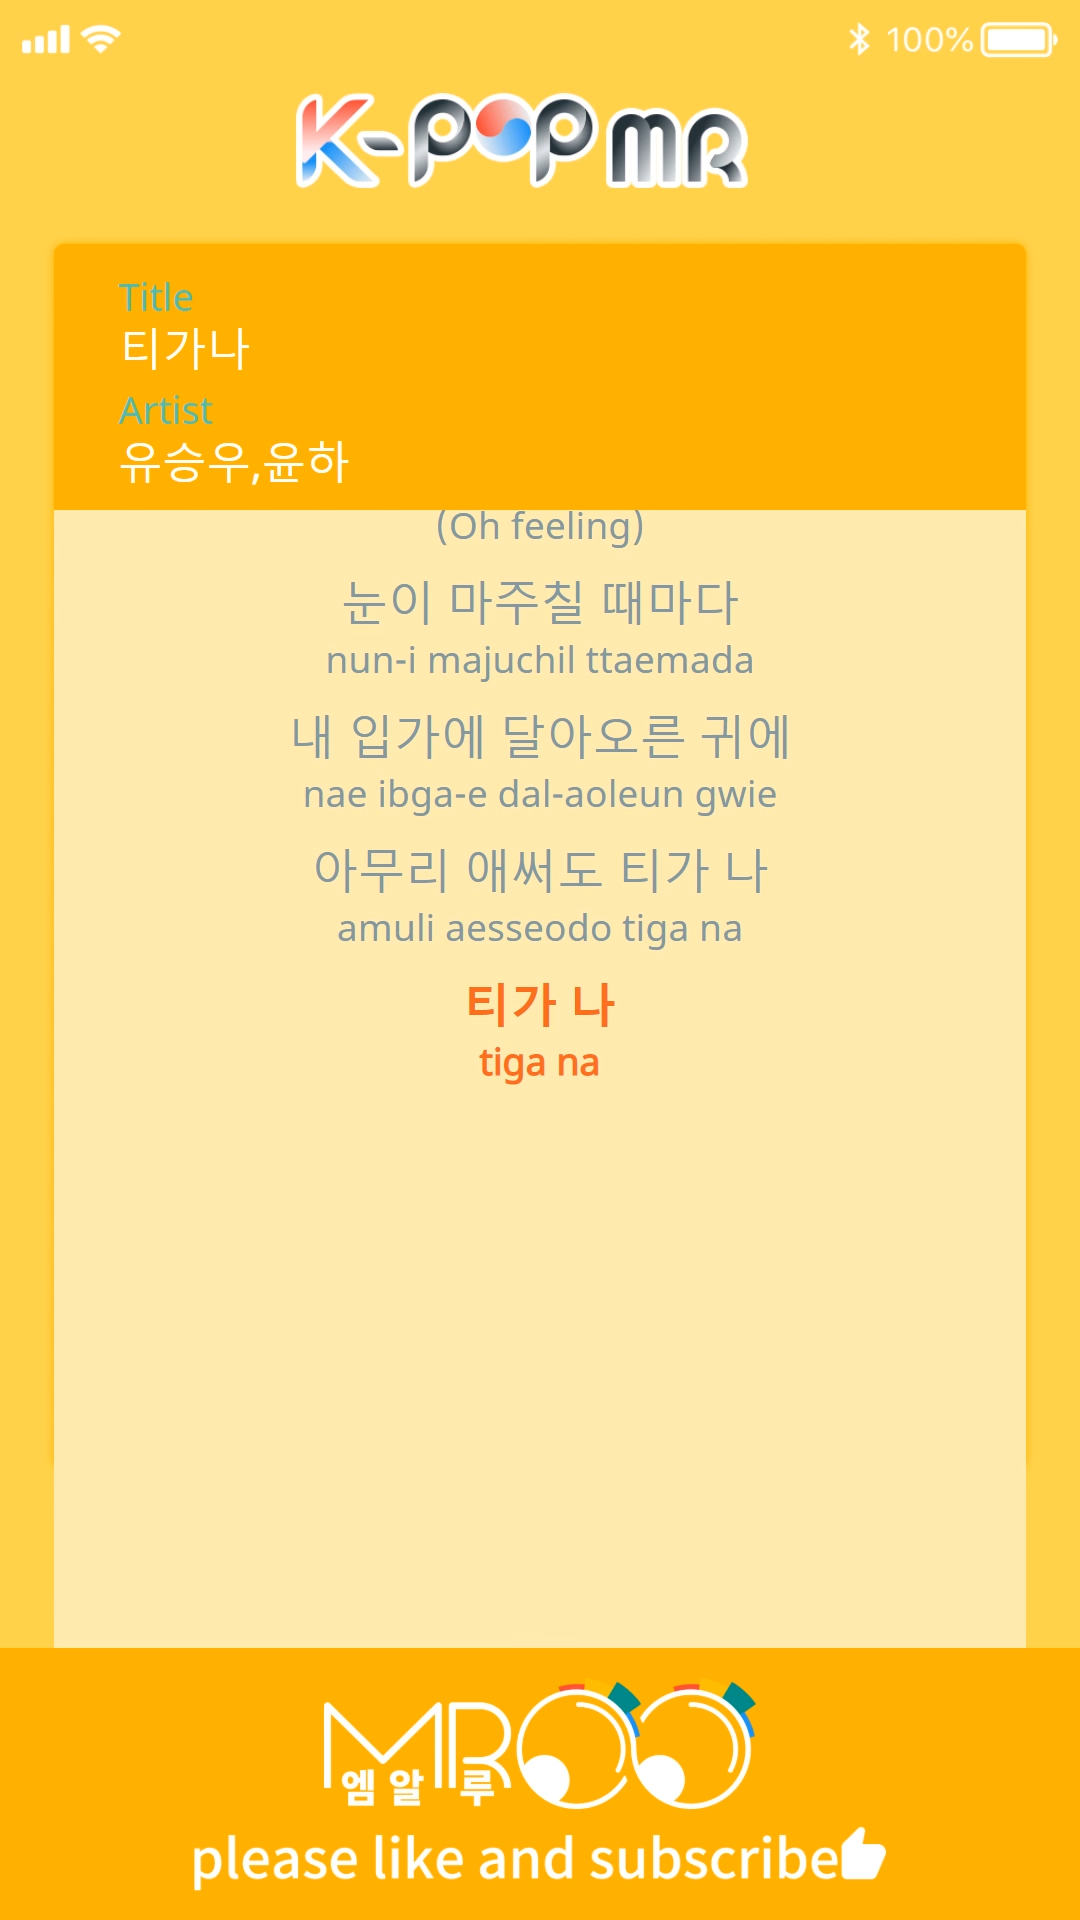 100%
K-POP MR
Title
티가나
Artist
유승우,윤하
(Oh feeling)
눈이 마주칠 때마다
nun-i majuchil ttaemada
내 입가에 달아오른 귀에
nae ibga-e dal-aoleun gwie
아무리 애써도 티가 나
amuli aesseodo tiga na
티가 나
tiga na
MROO
엠알루
please like and subscribe